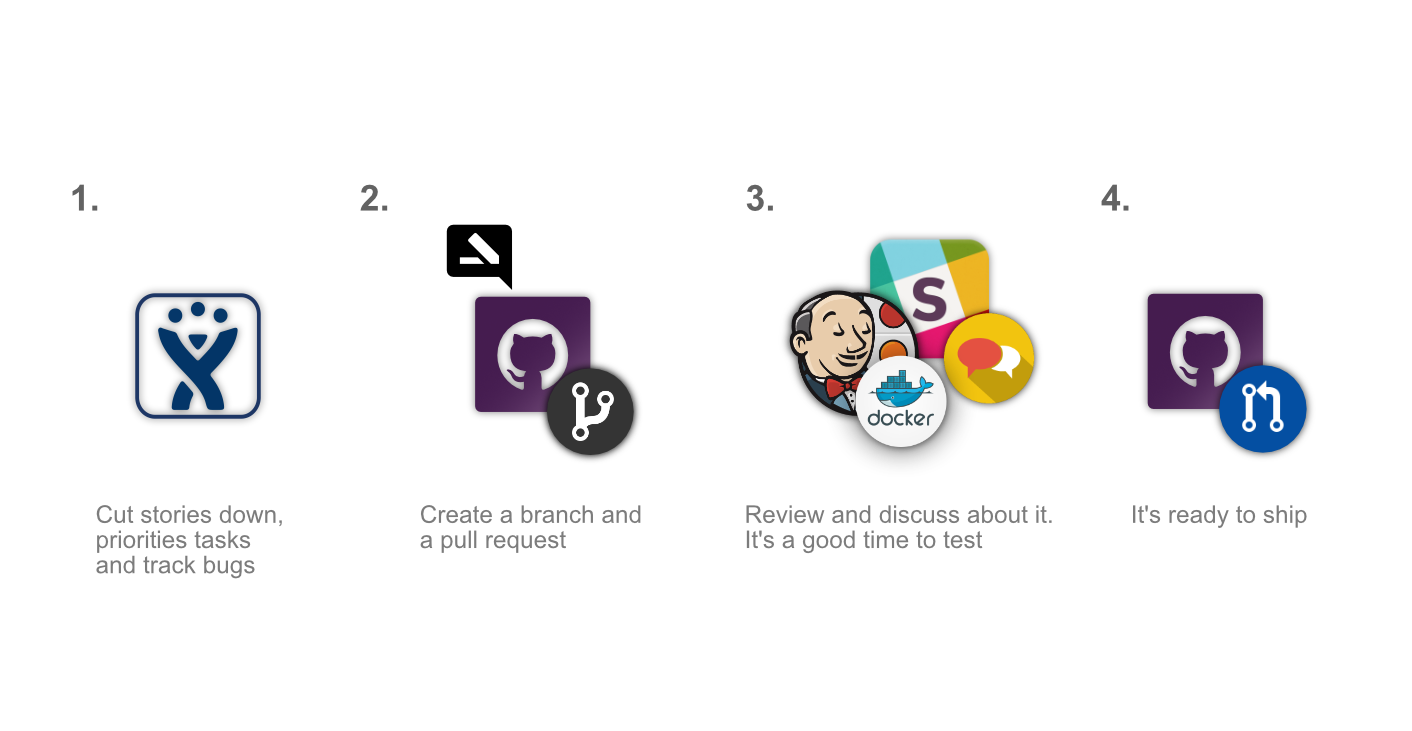 1.
2.
3.
4.
S
docker
Cut stories down,
priorities tasks
and track bugs
Create a branch and
a pull request
Review and discuss about it.
It's a good time to test
It's ready to ship